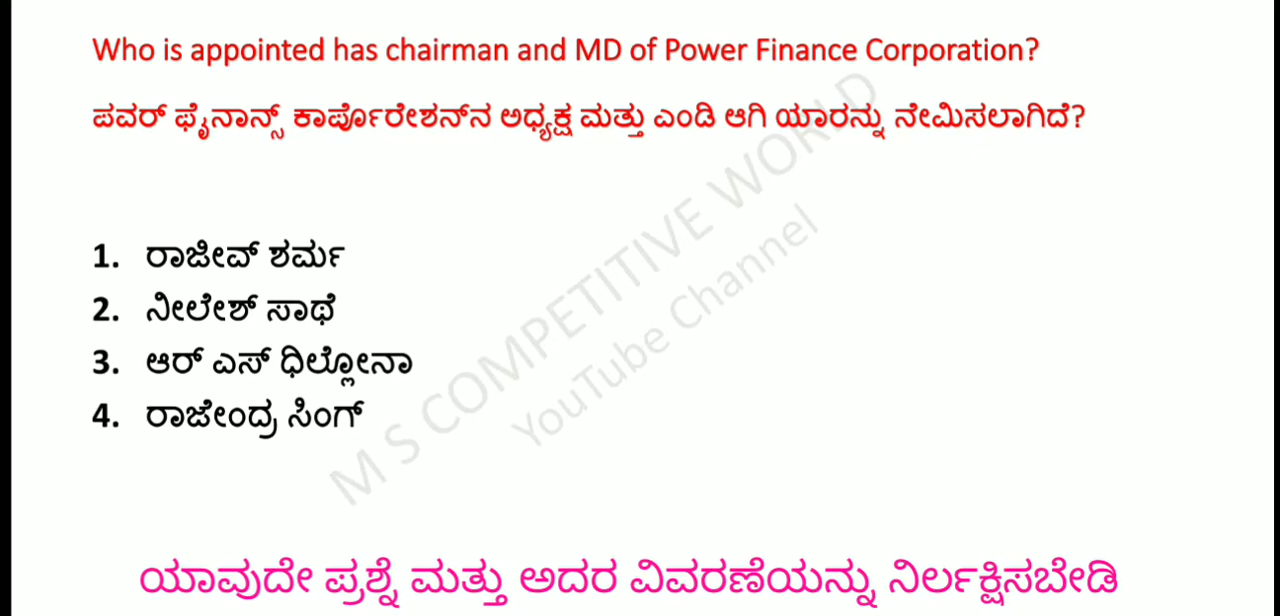 Who is appointed has chairman and MD of Power Finance Corporation?
ಪವರ್ ಫೈನಾನ್ಸ್ ಕಾರ್ಪೊರೇಶನ್‌ನ ಅಧ್ಯಕ್ಷ ಮತ್ತು ಎಂಡಿ ಆಗಿ ಯಾರನ್ನು ನೇಮಿಸಲಾಗಿದೆ?
1. ರಾಜೀವ್ ಶರ್ಮ
2. ನೀಲೇಶ್ ಸಾಥೆ
3. ಆರ್ ಎಸ್ ಧಿಲ್ಲೋನಾ
4. ರಾಜೇಂದ್ರ ಸಿಂಗ್
M S COMPETITIVE WORLD
YouTube Channel
ಯಾವುದೇ ಪ್ರಶ್ನೆ ಮತ್ತು ಅದರ ವಿವರಣೆಯನ್ನು ನಿರ್ಲಕ್ಷಿಸಬೇಡಿ